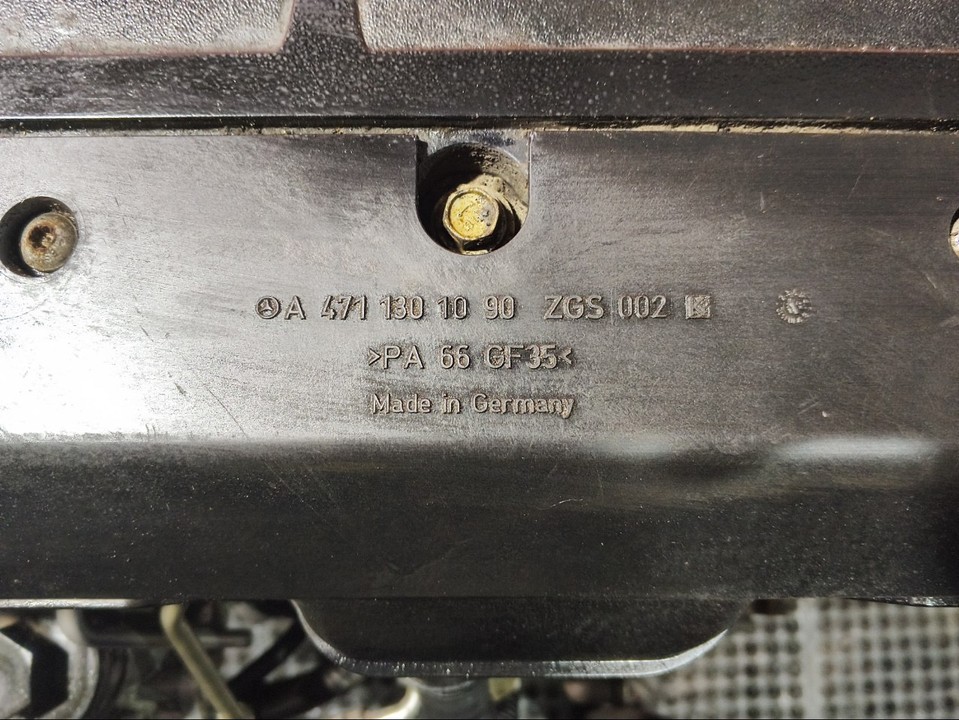 A 471 130 10 90 ZGS 002
>PA 66 GF35<
Made in Germany